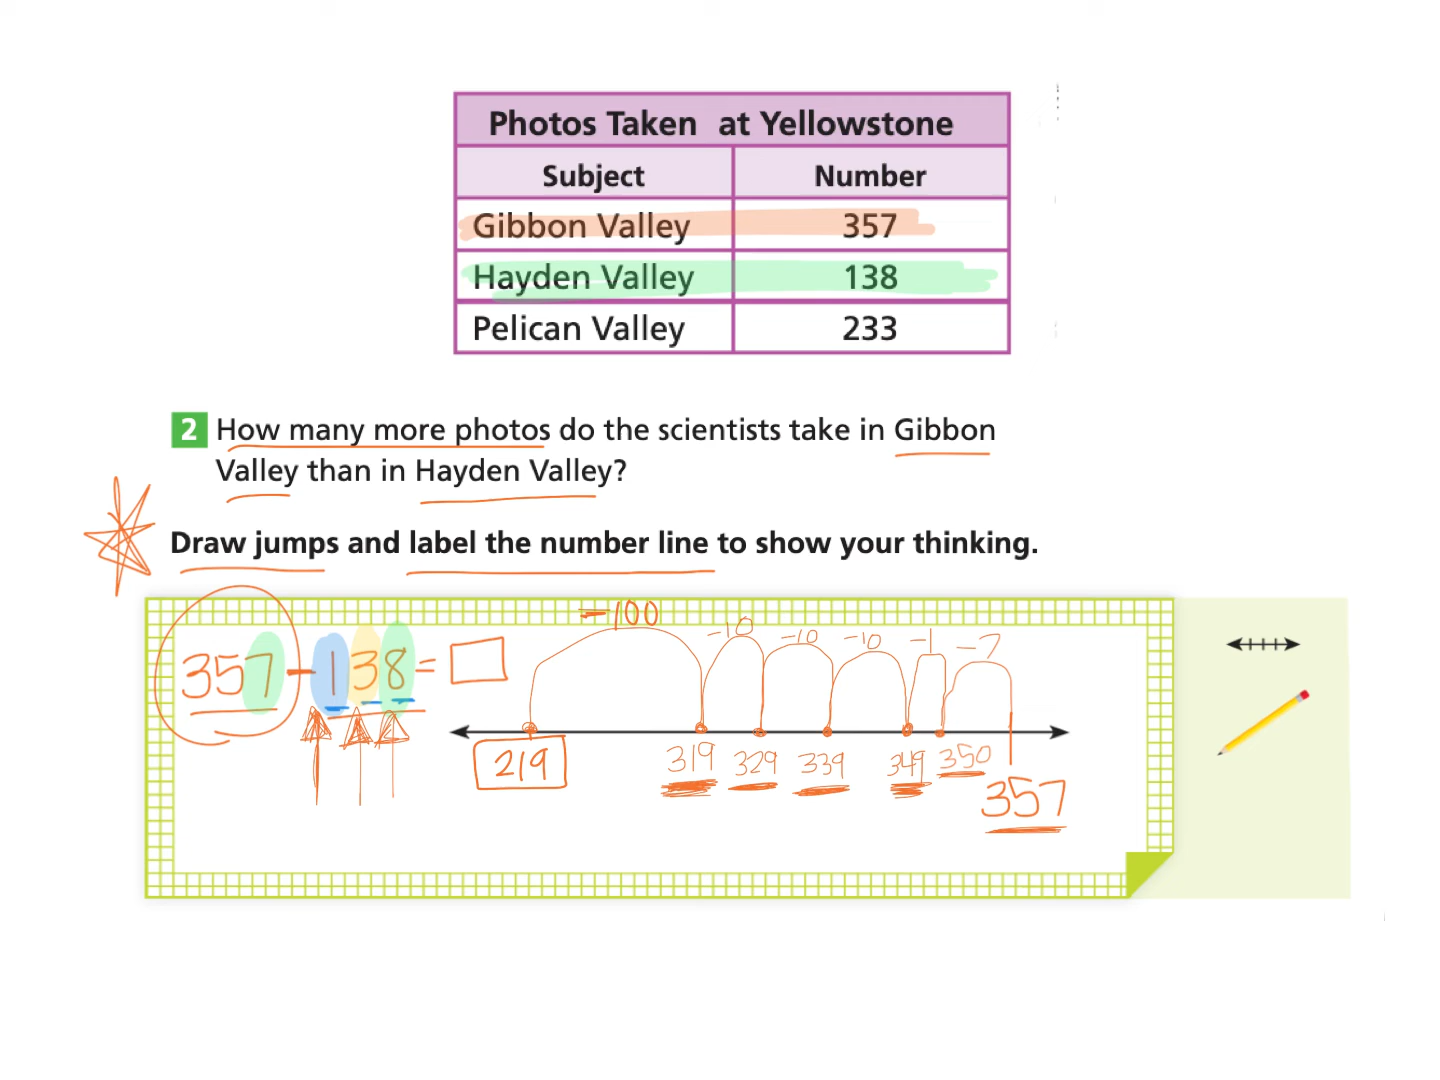 Photos Taken at Yellowstone
Subject Number
Gibbon Valley 357
Hayden Valley 138
Pelican Valley 233
2 How many more photos do the scientists take in Gibbon
Valley than in Hayden Valley?
Draw jumps and label the number line to show your thinking.
-100 -10 -10 -10 -1 -7
357 - 138 =
219 319 329 339 349 350
357